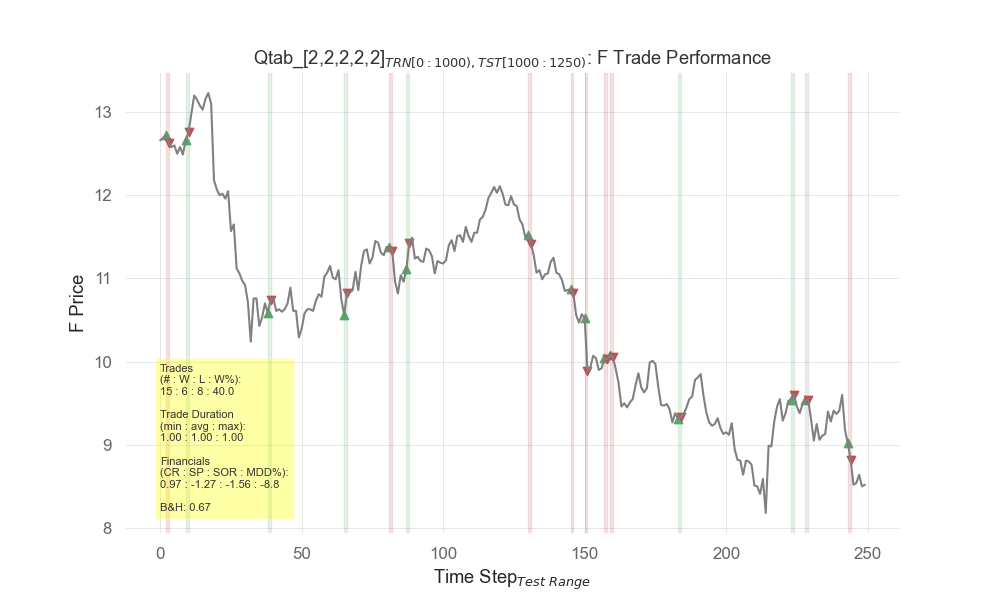 Qtab_[2,2,2,2,2]TRN[0 : 1000), TST[1000 : 1250): F Trade Performance
F Price
13
12
11
10
9
8
Trades
(# : W : L : W%):
15 : 6 : 8 : 40.0
Trade Duration
(min : avg : max):
1.00 : 1.00 : 1.00
Financials
(CR : SP : SOR : MDD%):
0.97 : -1.27 : -1.56 : -8.8
B&H: 0.67
0 50 100 150 200 250
Time StepTest Range